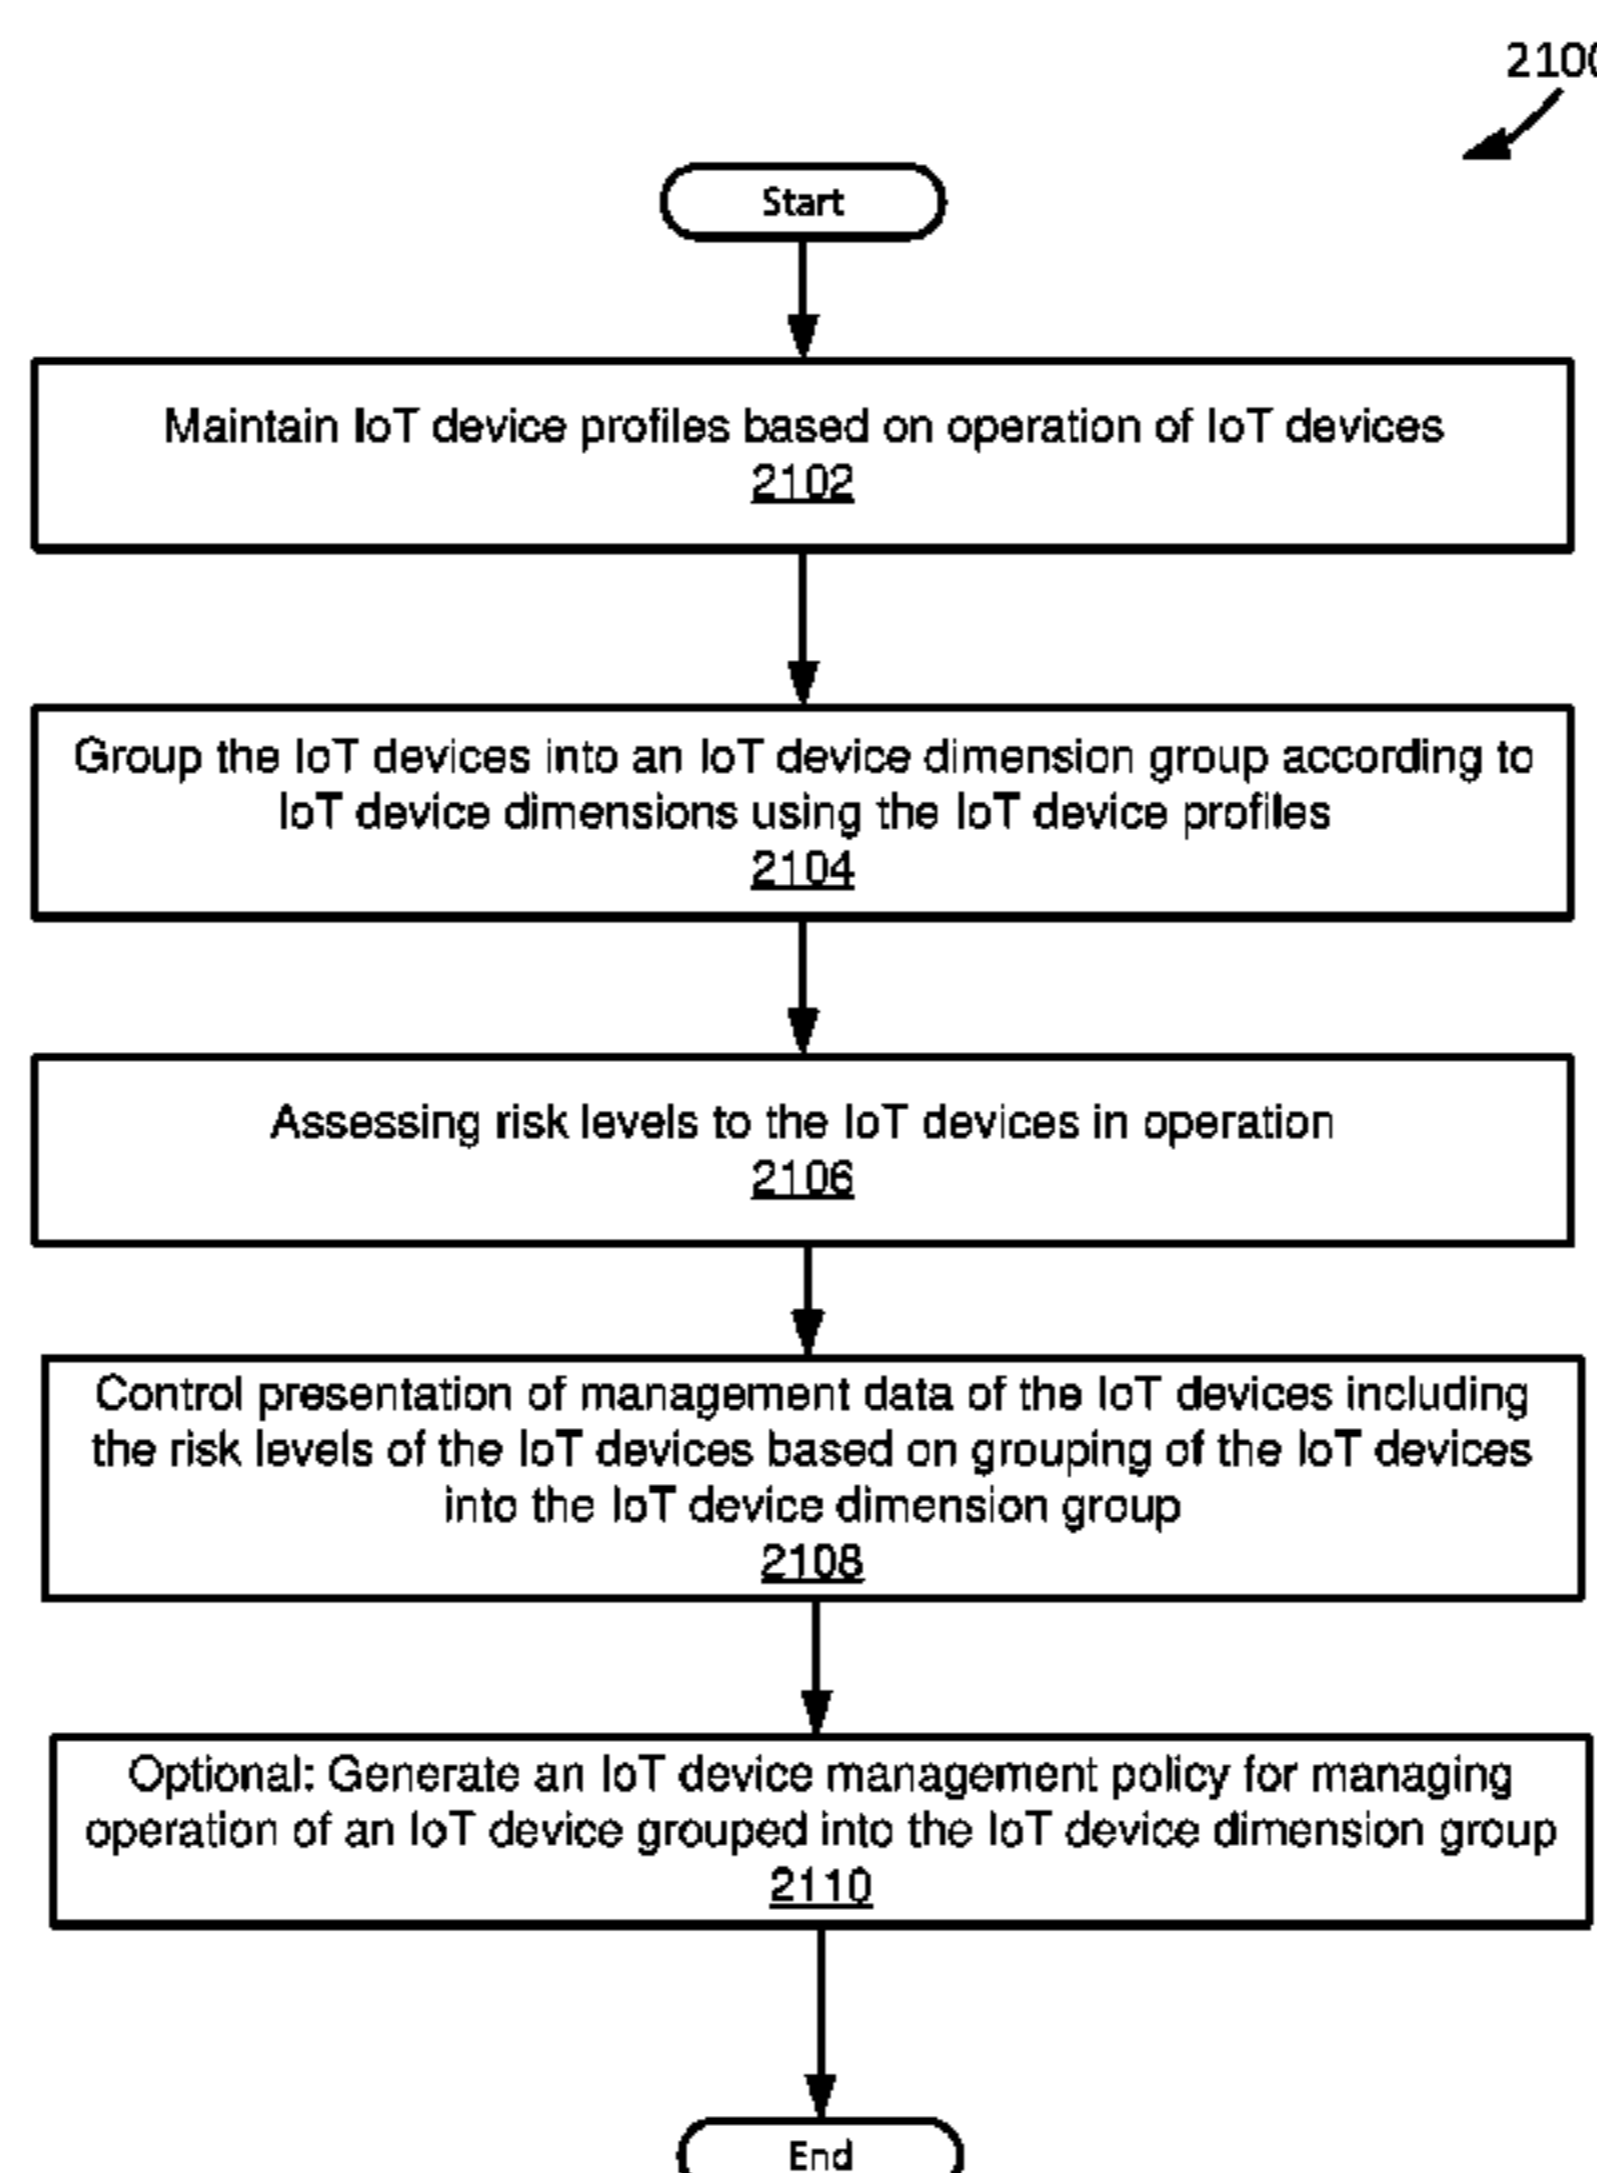 2100
Start
Maintain IoT device profiles based on operation of IoT devices
2102
Group the IoT devices into an IoT device dimension group according to
IoT device dimensions using the IoT device profiles
2104
Assessing risk levels to the IoT devices in operation
2106
Control presentation of management data of the IoT devices including
the risk levels of the IoT devices based on grouping of the IoT devices
into the IoT device dimension group
2108
Optional: Generate an IoT device management policy for managing
operation of an IoT device grouped into the IoT device dimension group
2110
End